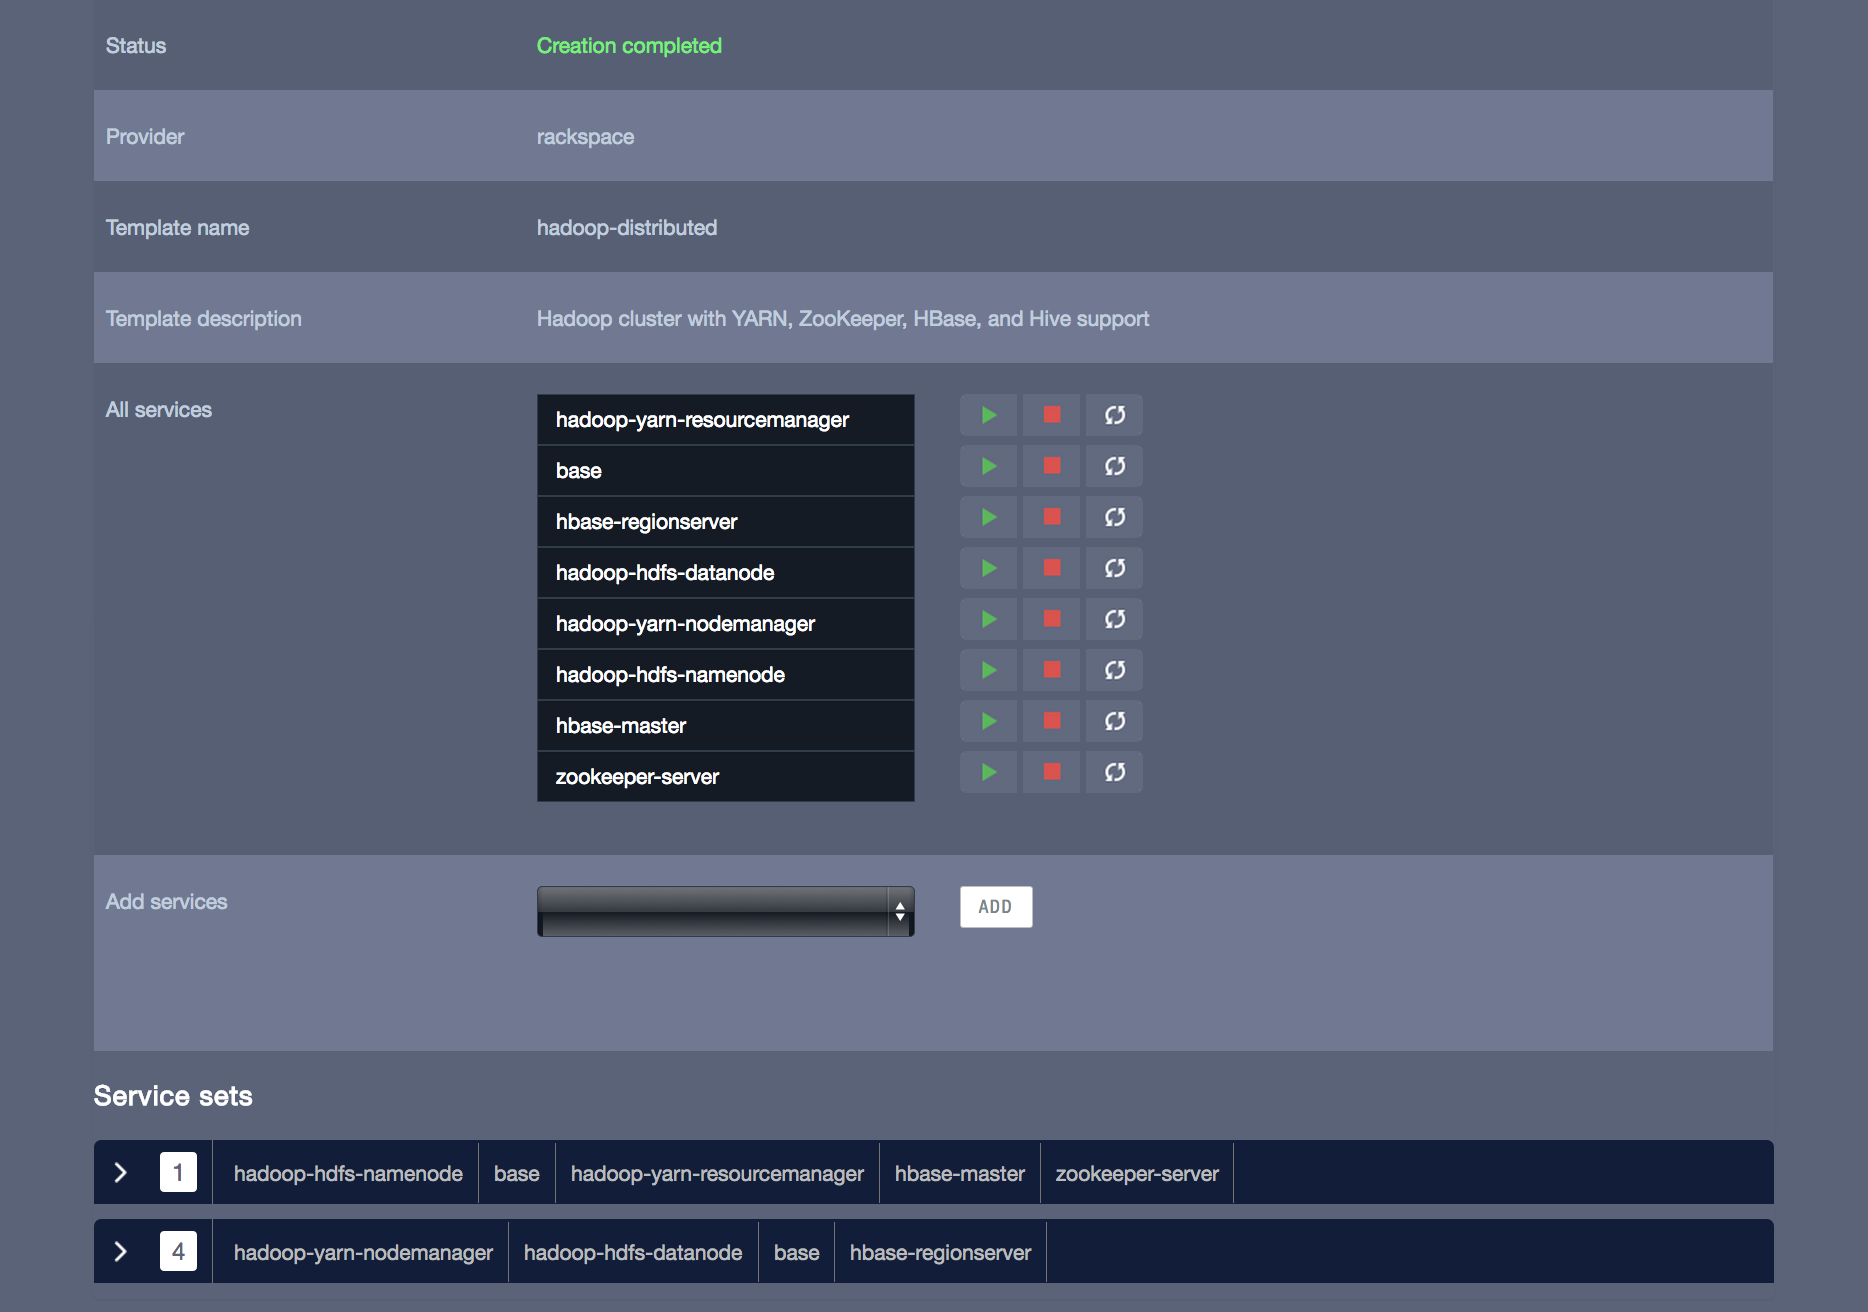 Status Creation completed
Provider rackspace
Template name hadoop-distributed
Template description Hadoop cluster with YARN, ZooKeeper, HBase, and Hive support
All services
hadoop-yarn-resourcemanager
base
hbase-regionserver
hadoop-hdfs-datanode
hadoop-yarn-nodemanager
hadoop-hdfs-namenode
hbase-master
zookeeper-server
Add services ADD
Service sets
1 hadoop-hdfs-namenode base hadoop-yarn-resourcemanager hbase-master zookeeper-server
4 hadoop-yarn-nodemanager hadoop-hdfs-datanode base hbase-regionserver